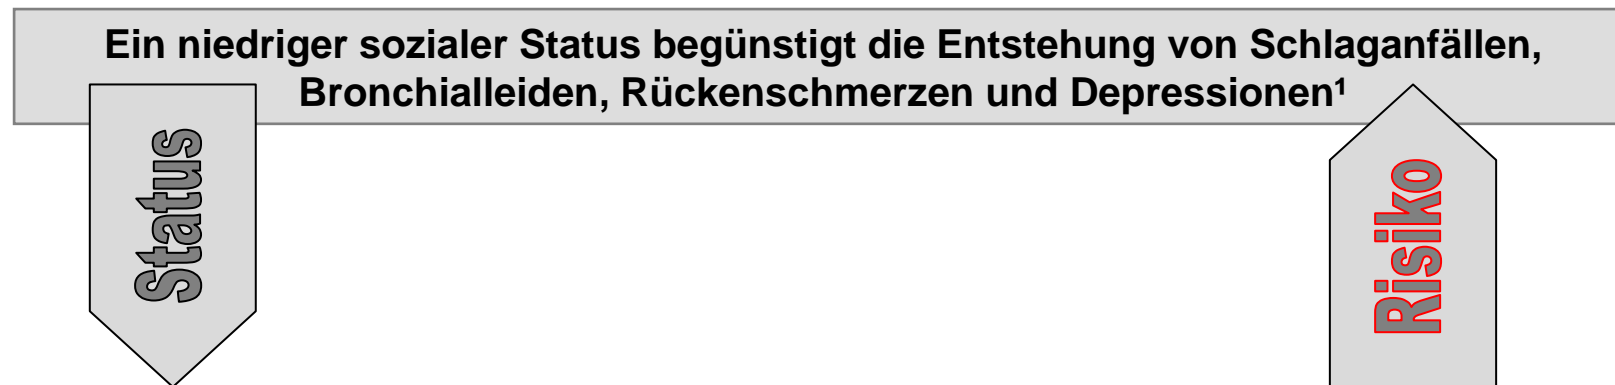 Ein niedriger sozialer Status begünstigt die Entstehung von Schlaganfällen,
Bronchialleiden, Rückenschmerzen und Depressionen¹
Status
Risiko